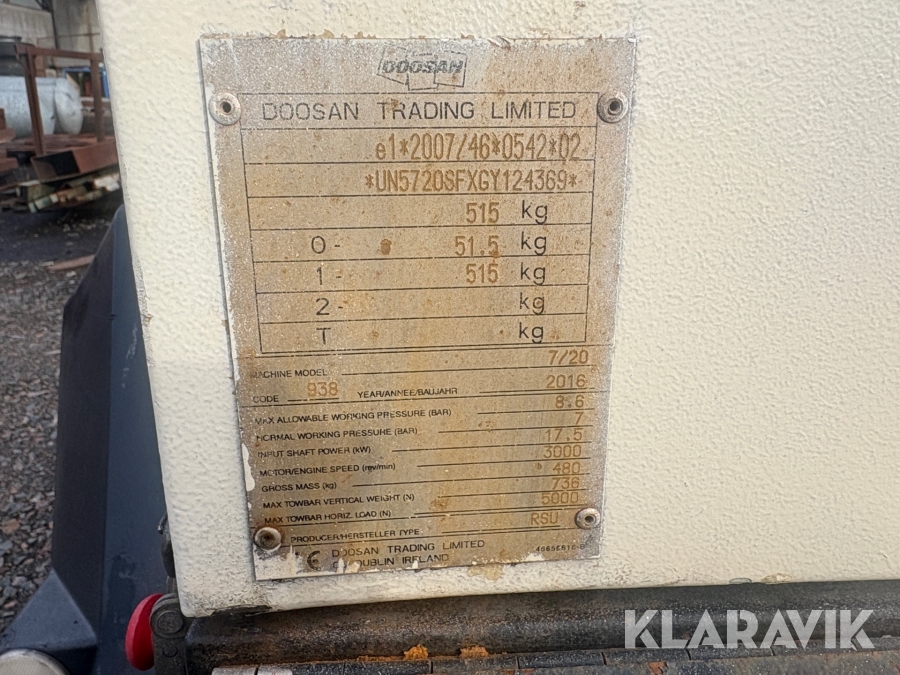 DOOSAN
DOOSAN TRADING LIMITED
e1*2007/46*0542*02
*UN5720SFXGY124369*
515 kg
0- 51.5 kg
1- 515 kg
2- kg
T kg
MACHINE MODEL 7/20
CODE 938 YEAR/ANNEE/BAUJAHR 2016
MAX ALLOWABLE WORKING PRESSURE (BAR) 8.6
NORMAL WORKING PRESSURE (BAR) 7
INPUT SHAFT POWER (kW) 17.5
MOTOR/ENGINE SPEED (rev/min) 3000
GROSS MASS (kg) 480
MAX TOWBAR VERTICAL WEIGHT (N) 736
MAX TOWBAR HORIZ. LOAD (N) 5000
PRODUCER/HERSTELLER TYPE RSU
CE DOOSAN TRADING LIMITED
DUBLIN IRELAND
KLARAVIK